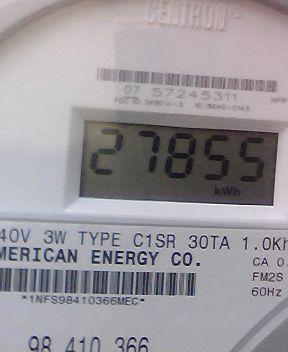 CENTRON®
07 57245311
27855
kWh
40V 3W TYPE C1SR 30TA 1.0Kh
MERICAN ENERGY CO.
CA 0.
FM2S
60Hz
*1NFS98410366MEC*
98 410 366